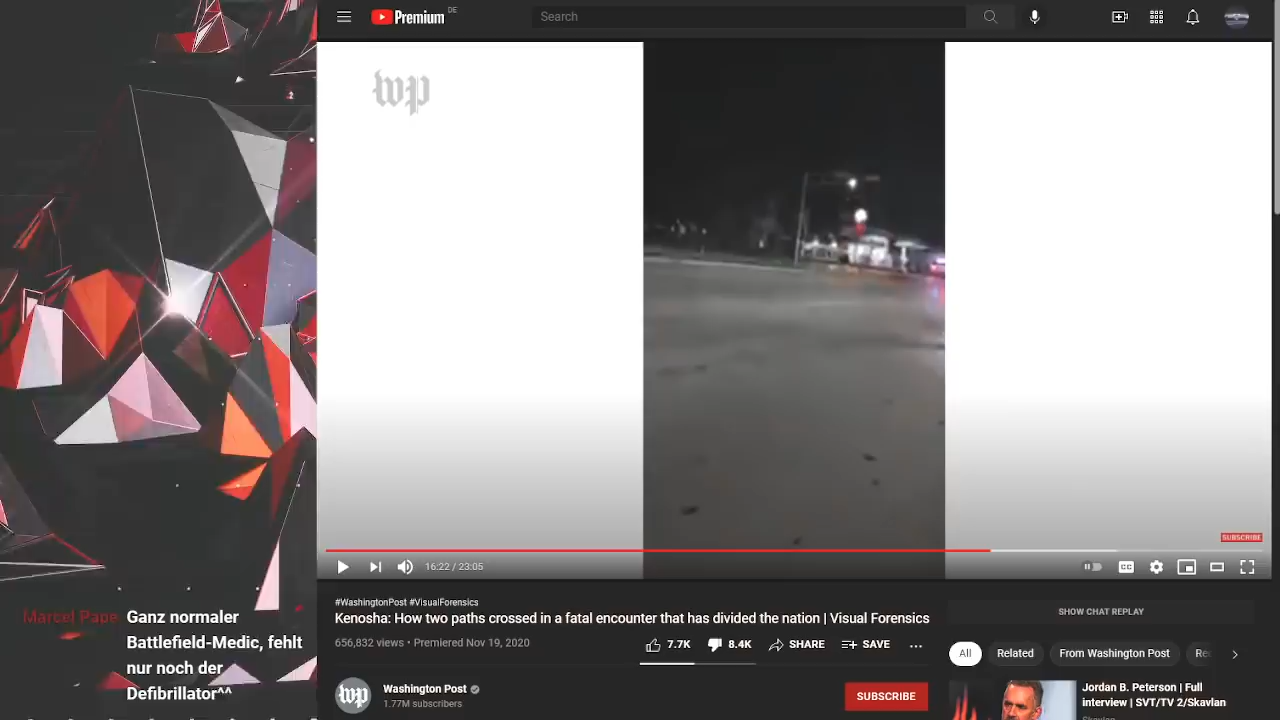 Premium DE
Search
wp
SUBSCRIBE
16:22 / 23:05
CC
#WashingtonPost #VisualForensics
Kenosha: How two paths crossed in a fatal encounter that has divided the nation | Visual Forensics
656,832 views • Premiered Nov 19, 2020
7.7K
8.4K
SHARE
SAVE
wp
Washington Post
1.77M subscribers
SUBSCRIBE
SHOW CHAT REPLAY
All
Related
From Washington Post
Jordan B. Peterson | Full
interview | SVT/TV 2/Skavlan
Skavlan
Marcel Pape Ganz normaler
Battlefield-Medic, fehlt
nur noch der
Defibrillator^^